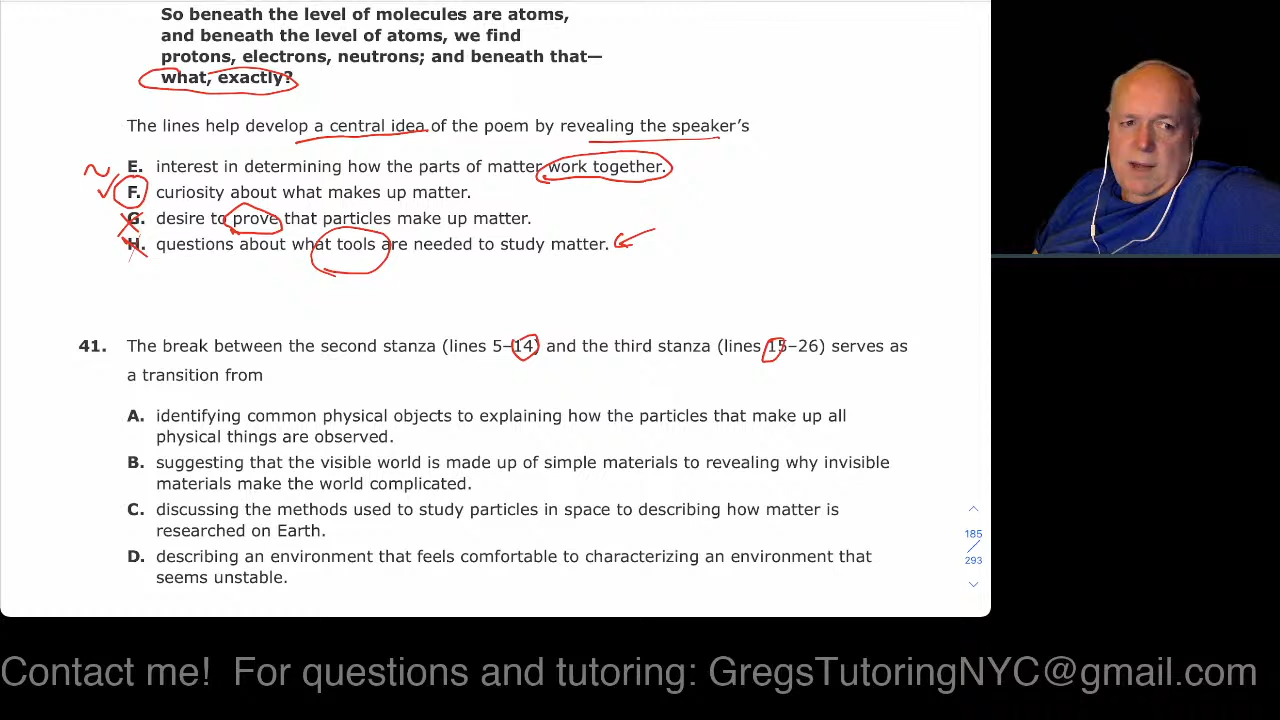 So beneath the level of molecules are atoms,
and beneath the level of atoms, we find
protons, electrons, neutrons; and beneath that—
what, exactly?
The lines help develop a central idea of the poem by revealing the speaker's
E. interest in determining how the parts of matter work together.
F. curiosity about what makes up matter.
G. desire to prove that particles make up matter.
H. questions about what tools are needed to study matter.
41. The break between the second stanza (lines 5–14) and the third stanza (lines 15–26) serves as
a transition from
A. identifying common physical objects to explaining how the particles that make up all
physical things are observed.
B. suggesting that the visible world is made up of simple materials to revealing why invisible
materials make the world complicated.
C. discussing the methods used to study particles in space to describing how matter is
researched on Earth.
D. describing an environment that feels comfortable to characterizing an environment that
seems unstable.
185
293
Contact me! For questions and tutoring: GregsTutoringNYC@gmail.com